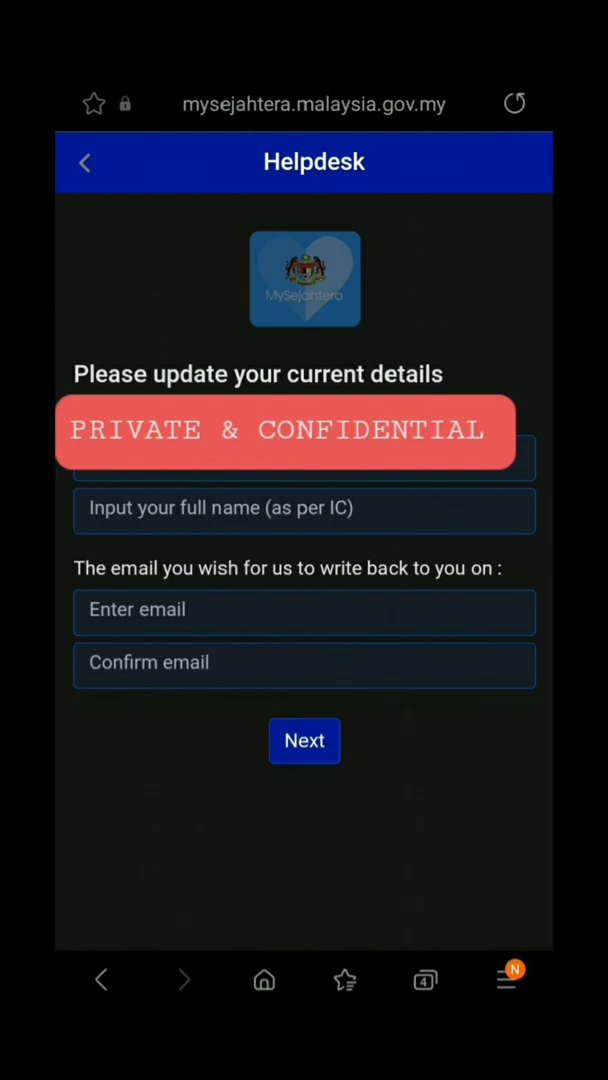 mysejahtera.malaysia.gov.my
Helpdesk
MySejahtera
Please update your current details
PRIVATE & CONFIDENTIAL
Input your full name (as per IC)
The email you wish for us to write back to you on :
Enter email
Confirm email
Next
4
N